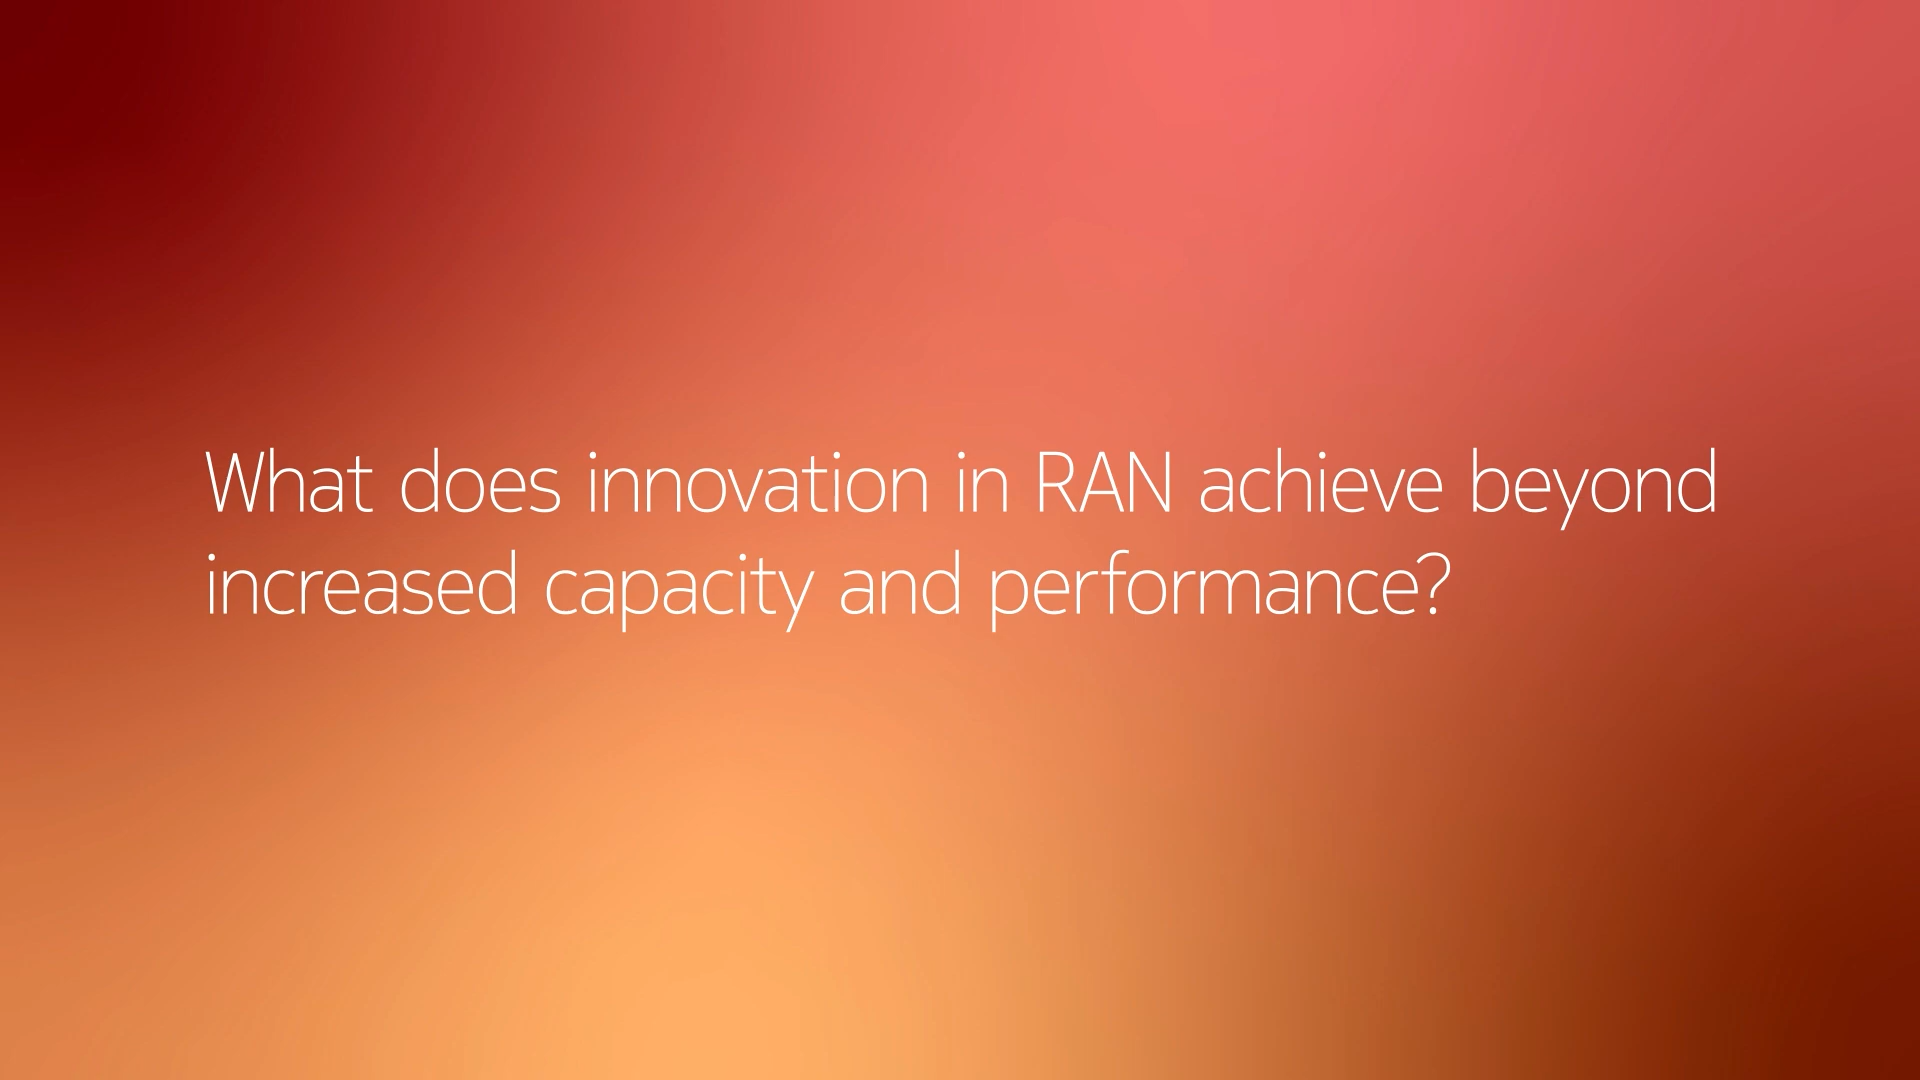 What does innovation in RAN achieve beyond
increased capacity and performance?